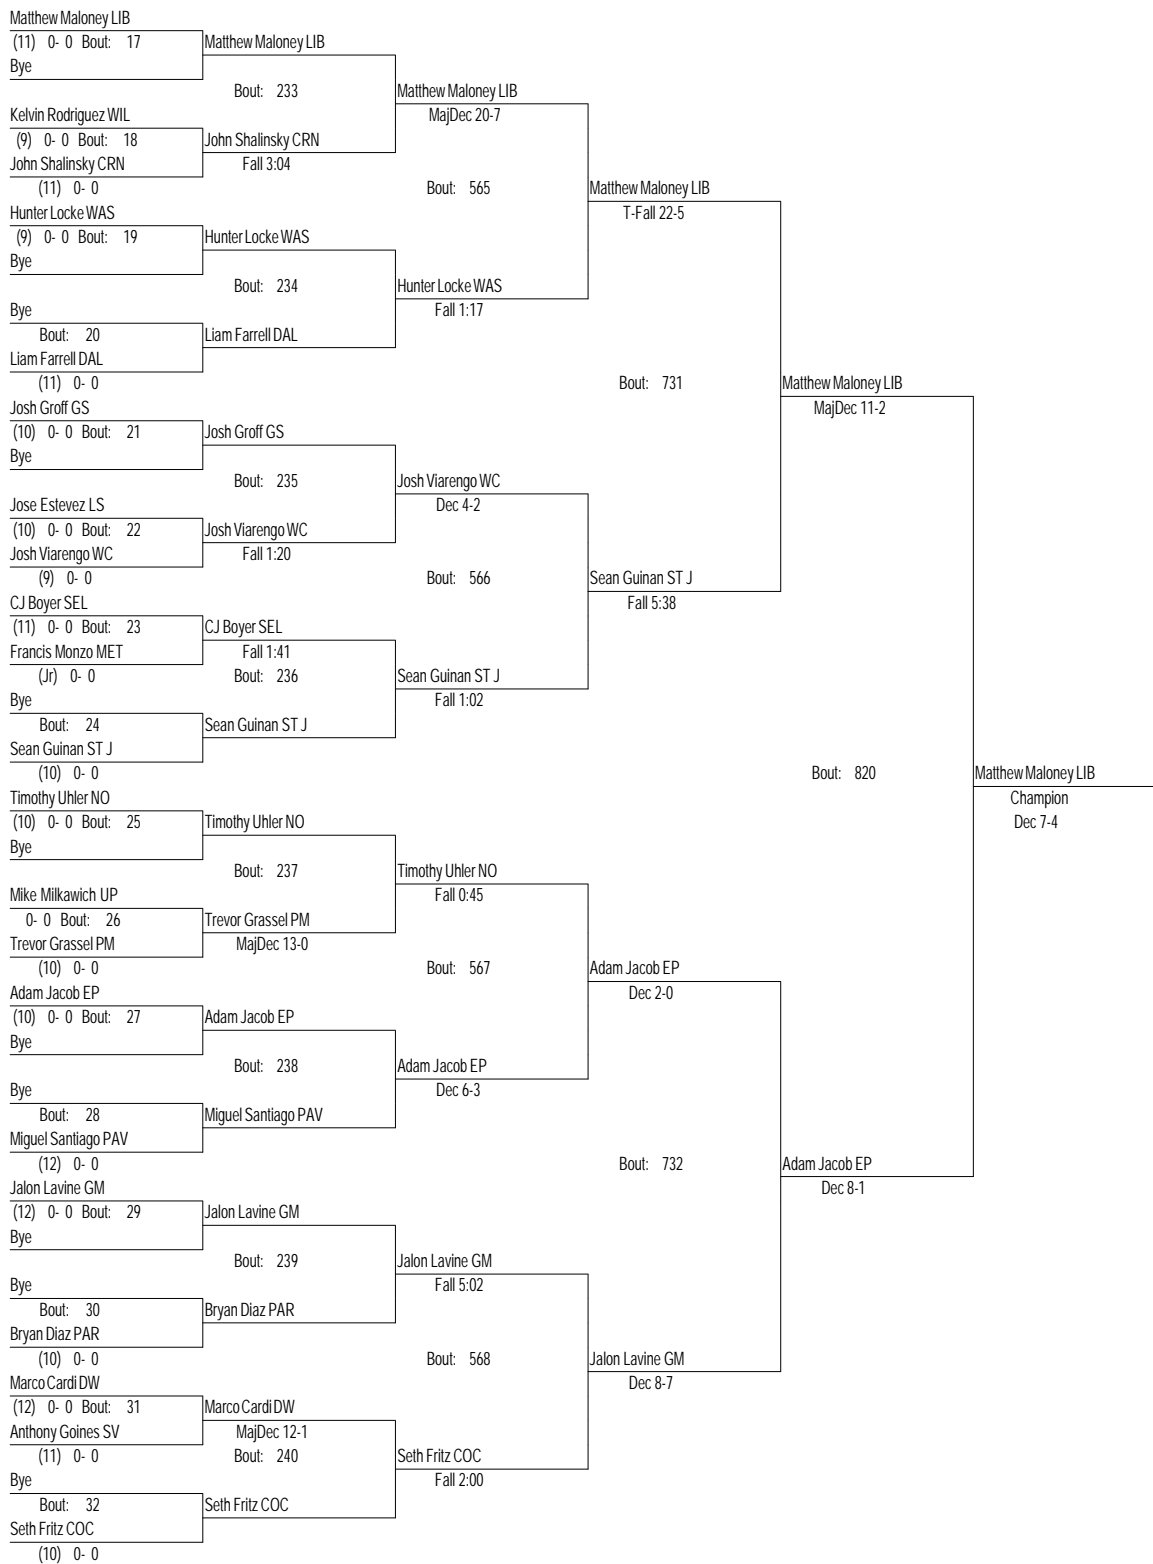 Matthew Maloney LIB
(11) 0- 0 Bout: 17
Bye
Kelvin Rodriguez WIL
(9) 0- 0 Bout: 18
John Shalinsky CRN
(11) 0- 0
Hunter Locke WAS
(9) 0- 0 Bout: 19
Bye
Bye
Bout: 20
Liam Farrell DAL
(11) 0- 0
Josh Groff GS
(10) 0- 0 Bout: 21
Bye
Jose Estevez LS
(10) 0- 0 Bout: 22
Josh Viarengo WC
(9) 0- 0
CJ Boyer SEL
(11) 0- 0 Bout: 23
Francis Monzo MET
(Jr) 0- 0
Bye
Bout: 24
Sean Guinan ST J
(10) 0- 0
Timothy Uhler NO
(10) 0- 0 Bout: 25
Bye
Mike Milkawich UP
0- 0 Bout: 26
Trevor Grassel PM
(10) 0- 0
Adam Jacob EP
(10) 0- 0 Bout: 27
Bye
Bye
Bout: 28
Miguel Santiago PAV
(12) 0- 0
Jalon Lavine GM
(12) 0- 0 Bout: 29
Bye
Bye
Bout: 30
Bryan Diaz PAR
(10) 0- 0
Marco Cardi DW
(12) 0- 0 Bout: 31
Anthony Goines SV
(11) 0- 0
Bye
Bout: 32
Seth Fritz COC
(10) 0- 0
Matthew Maloney LIB
Bout: 233
John Shalinsky CRN
Fall 3:04
Hunter Locke WAS
Bout: 234
Liam Farrell DAL
Josh Groff GS
Bout: 235
Josh Viarengo WC
Fall 1:20
CJ Boyer SEL
Fall 1:41
Bout: 236
Sean Guinan ST J
Timothy Uhler NO
Bout: 237
Trevor Grassel PM
MajDec 13-0
Adam Jacob EP
Bout: 238
Miguel Santiago PAV
Jalon Lavine GM
Bout: 239
Bryan Diaz PAR
Marco Cardi DW
MajDec 12-1
Bout: 240
Seth Fritz COC
Matthew Maloney LIB
MajDec 20-7
Bout: 565
Hunter Locke WAS
Fall 1:17
Josh Viarengo WC
Dec 4-2
Bout: 566
Sean Guinan ST J
Fall 1:02
Timothy Uhler NO
Fall 0:45
Bout: 567
Adam Jacob EP
Dec 6-3
Jalon Lavine GM
Fall 5:02
Bout: 568
Seth Fritz COC
Fall 2:00
Matthew Maloney LIB
T-Fall 22-5
Bout: 731
Sean Guinan ST J
Fall 5:38
Adam Jacob EP
Dec 2-0
Bout: 732
Jalon Lavine GM
Dec 8-7
Matthew Maloney LIB
MajDec 11-2
Bout: 820
Adam Jacob EP
Dec 8-1
Matthew Maloney LIB
Champion
Dec 7-4